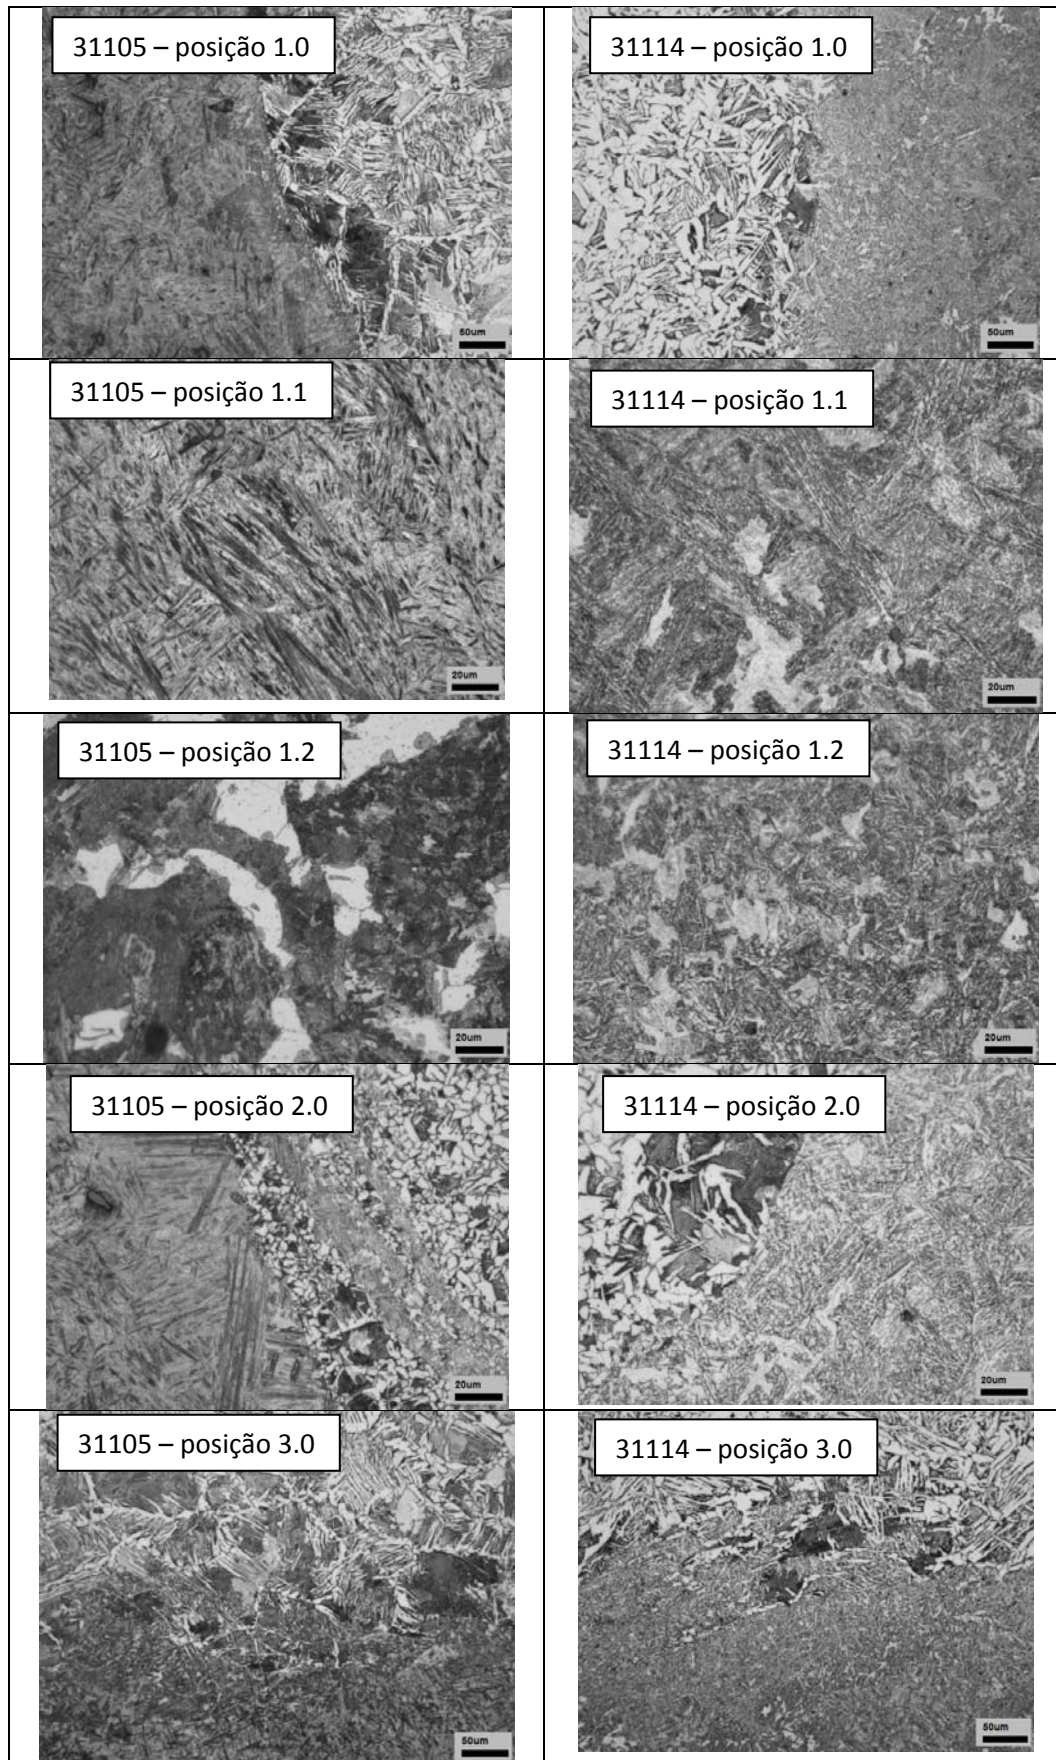 31105 – posição 1.0
31114 – posição 1.0
50um
50um
31105 – posição 1.1
31114 – posição 1.1
20um
20um
31105 – posição 1.2
31114 – posição 1.2
20um
20um
31105 – posição 2.0
31114 – posição 2.0
20um
20um
31105 – posição 3.0
31114 – posição 3.0
50um
50um